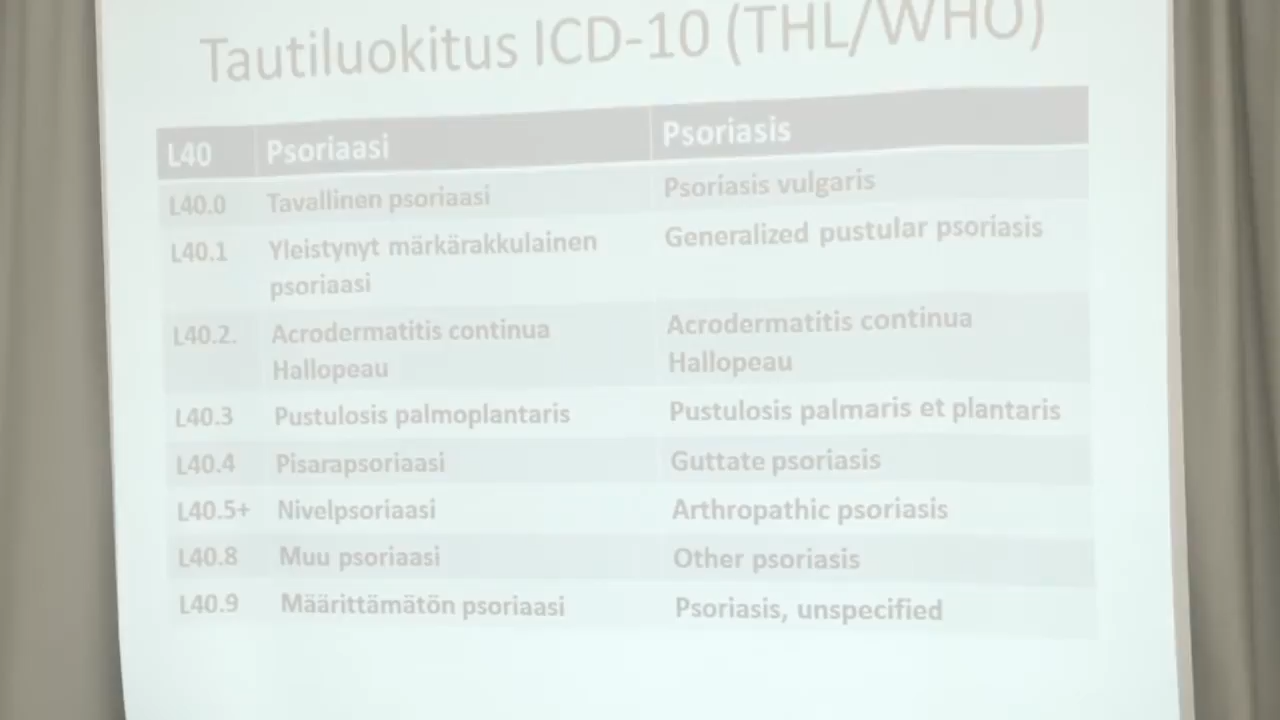 Tautiluokitus ICD-10 (THL/WHO)
L40 Psoriaasi Psoriasis
L40.0 Tavallinen psoriaasi Psoriasis vulgaris
L40.1 Yleistynyt märkärakkulainen Generalized pustular psoriasis
psoriaasi
L40.2. Acrodermatitis continua Acrodermatitis continua
Hallopeau Hallopeau
L40.3 Pustulosis palmoplantaris Pustulosis palmaris et plantaris
L40.4 Pisarapsoriaasi Guttate psoriasis
L40.5+ Nivelpsoriaasi Arthropathic psoriasis
L40.8 Muu psoriaasi Other psoriasis
L40.9 Määrittämätön psoriaasi Psoriasis, unspecified